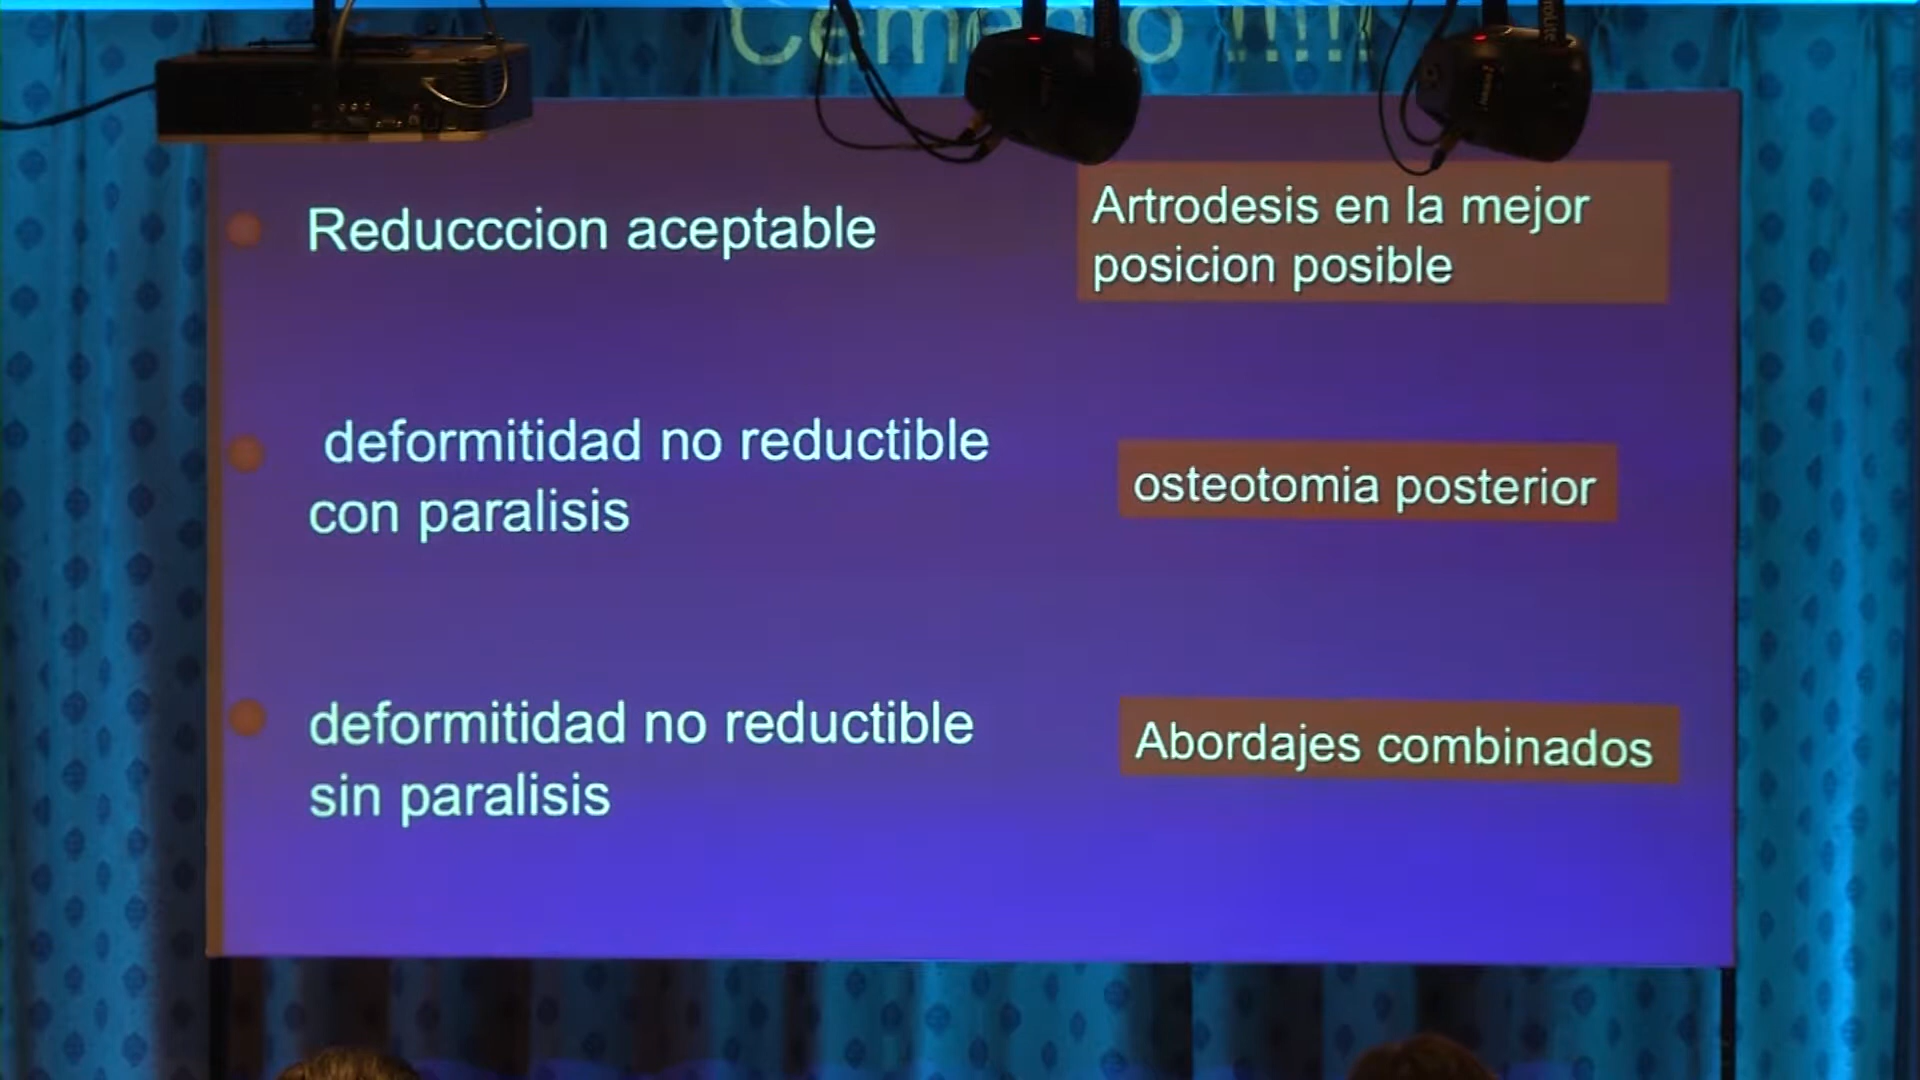 Cemento !!!!!
Reducccion aceptable
Artrodesis en la mejor
posicion posible
deformitidad no reductible
con paralisis
osteotomia posterior
deformitidad no reductible
sin paralisis
Abordajes combinados